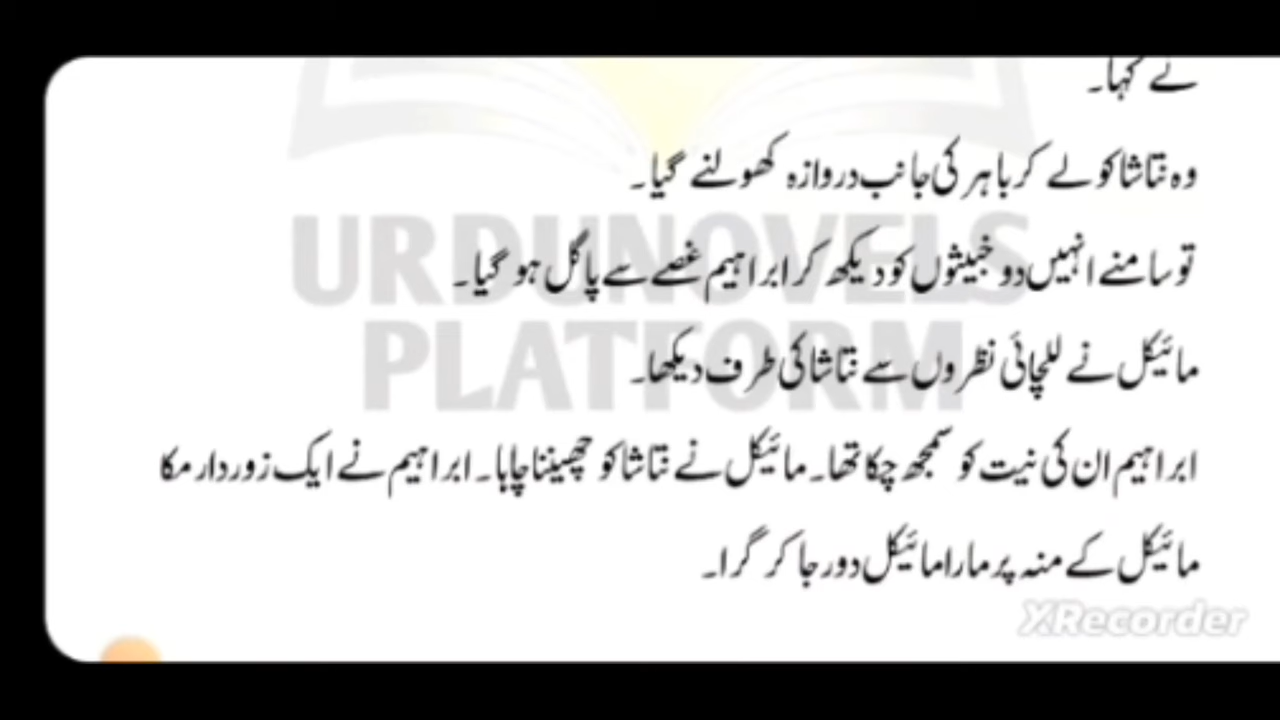 نے کہا۔
وہ نتاشا کو لے کر باہر کی جانب دروازہ کھولنے گیا۔
تو سامنے انہیں دو خبیثوں کو دیکھ کر ابراہیم غصے سے پاگل ہو گیا۔
مائیکل نے للچائی نظروں سے نتاشا کی طرف دیکھا۔
ابراہیم ان کی نیت کو سمجھ چکا تھا۔ مائیکل نے نتاشا کو چھیننا چاہا۔ ابراہیم نے ایک زوردار مکا
مائیکل کے منہ پر مارا مائیکل دور جا کر گرا۔
URDUNOVELS
PLATFORM
XRecorder